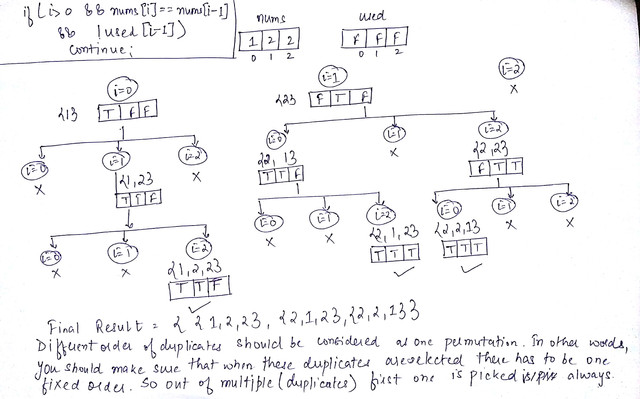 if (i>0 && nums[i]==nums[i-1]
&& !used[i-1])
continue;
nums
1 2 2
0 1 2
used
F F F
0 1 2
i=0
{1}
T F F
i=1
{2}
F T F
i=2
x
i=0
x
i=1
{1,2}
T T F
i=2
x
i=0
{2, 1}
T T F
i=1
x
i=2
{2,2}
F T T
i=0
x
i=1
x
i=2
{1,2,2}
T T F
i=0
x
i=1
x
i=2
{2,1,2}
T T T
i=0
{2,2,1}
T T T
i=1
x
i=2
x
Final Result = { {1,2,2}, {2,1,2}, {2,2,1}}
Different order of duplicates should be considered as one permutation. In other words,
you should make sure that when these duplicates are selected there has to be one
fixed order. So out of multiple (duplicates) first one is picked always.